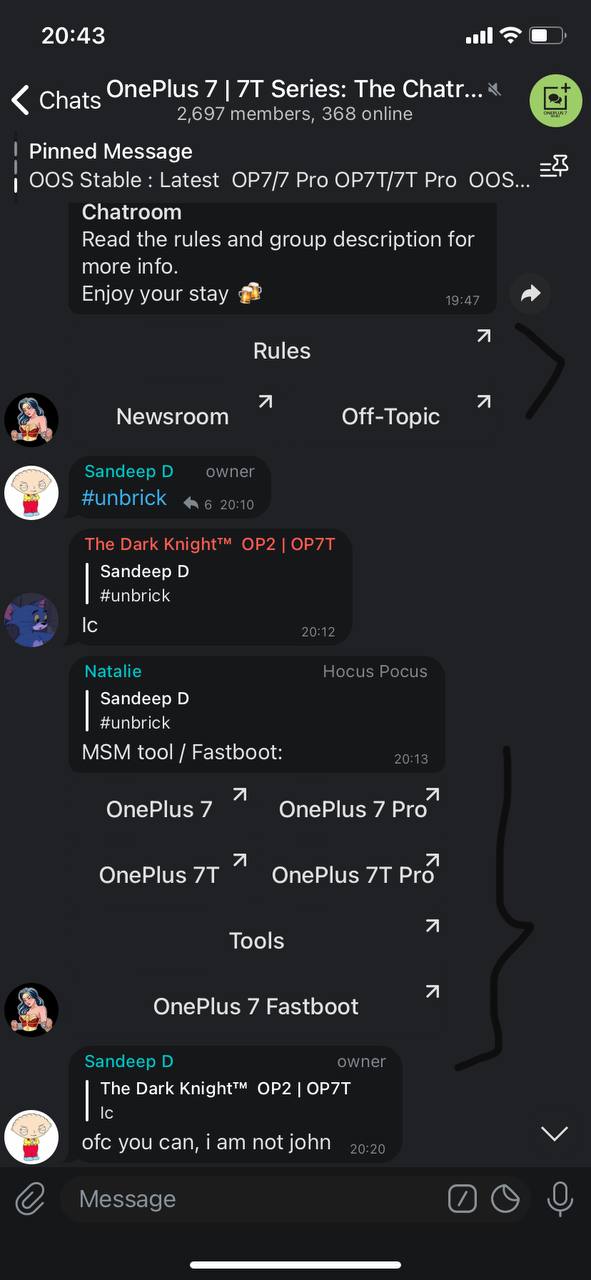 20:43
Chats
OnePlus 7 | 7T Series: The Chatr...
2,697 members, 368 online
Pinned Message
OOS Stable : Latest OP7/7 Pro OP7T/7T Pro OOS...
Chatroom
Read the rules and group description for
more info.
Enjoy your stay 🍻
19:47
Rules
Newsroom
Off-Topic
Sandeep D owner
#unbrick 6 20:10
The Dark Knight™ OP2 | OP7T
Sandeep D
#unbrick
Ic
20:12
Natalie Hocus Pocus
Sandeep D
#unbrick
MSM tool / Fastboot:
20:13
OnePlus 7
OnePlus 7 Pro
OnePlus 7T
OnePlus 7T Pro
Tools
OnePlus 7 Fastboot
Sandeep D owner
The Dark Knight™ OP2 | OP7T
Ic
ofc you can, i am not john 20:20
Message